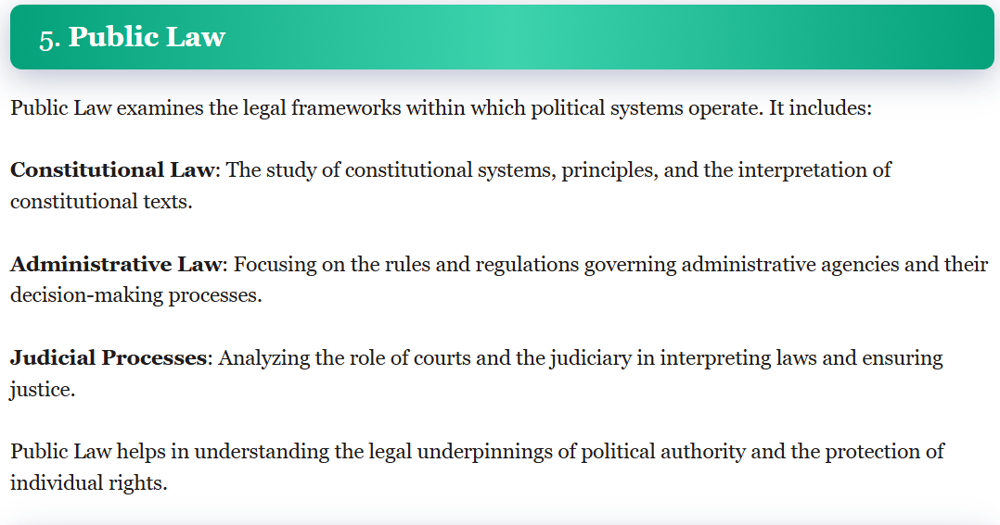 5. Public Law
Public Law examines the legal frameworks within which political systems operate. It includes:
Constitutional Law: The study of constitutional systems, principles, and the interpretation of
constitutional texts.
Administrative Law: Focusing on the rules and regulations governing administrative agencies and their
decision-making processes.
Judicial Processes: Analyzing the role of courts and the judiciary in interpreting laws and ensuring
justice.
Public Law helps in understanding the legal underpinnings of political authority and the protection of
individual rights.